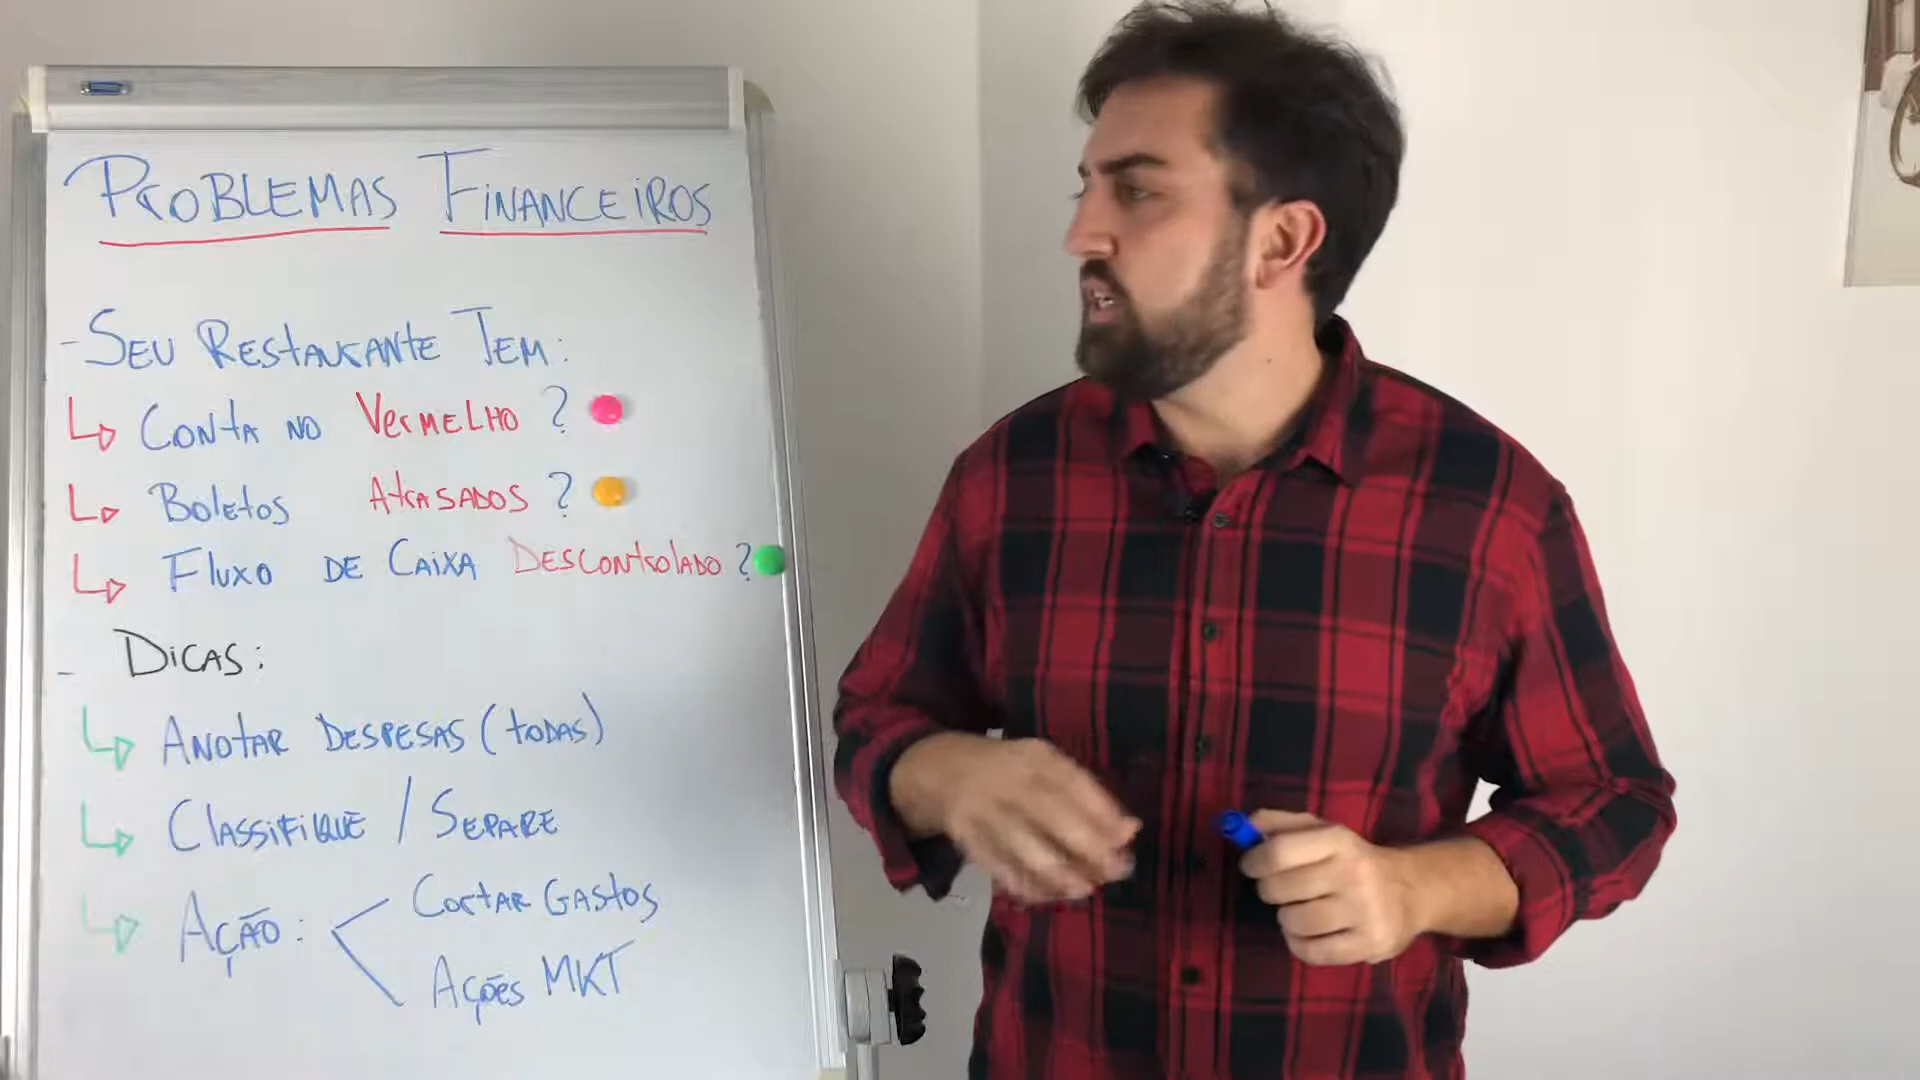 PROBLEMAS FINANCEIROS
- SEU RESTAURANTE TEM:
↳ CONTA NO VERMELHO ?
↳ BOLETOS ATRASADOS ?
↳ FLUXO DE CAIXA DESCONTROLADO ?
- DICAS:
↳ ANOTAR DESPESAS (TODAS)
↳ CLASSIFIQUE / SEPARE
↳ AÇÃO: < CORTAR GASTOS
AÇÕES MKT